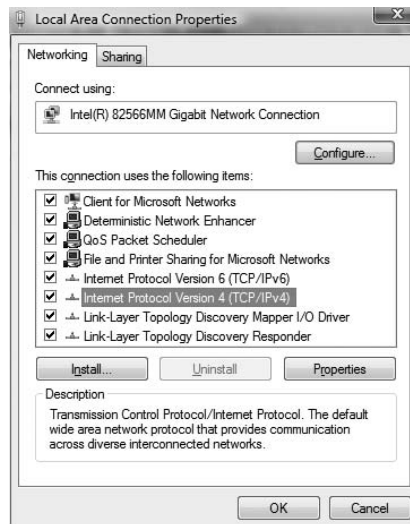 Local Area Connection Properties
Networking Sharing
Connect using:
Intel(R) 82566MM Gigabit Network Connection
Configure...
This connection uses the following items:
Client for Microsoft Networks
Deterministic Network Enhancer
QoS Packet Scheduler
File and Printer Sharing for Microsoft Networks
Internet Protocol Version 6 (TCP/IPv6)
Internet Protocol Version 4 (TCP/IPv4)
Link-Layer Topology Discovery Mapper I/O Driver
Link-Layer Topology Discovery Responder
Install... Uninstall Properties
Description
Transmission Control Protocol/Internet Protocol. The default
wide area network protocol that provides communication
across diverse interconnected networks.
OK Cancel